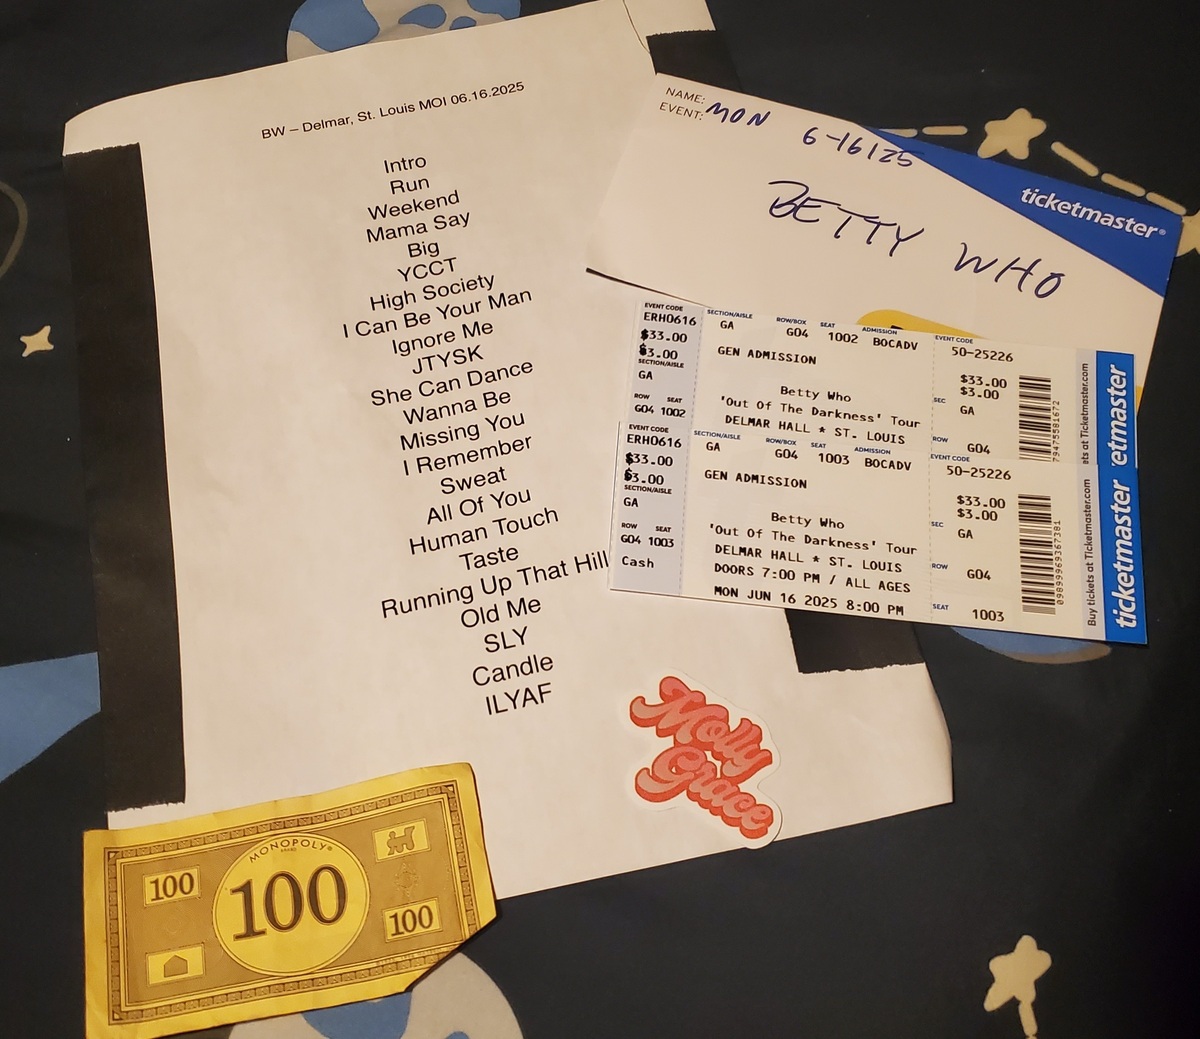 BW – Delmar, St. Louis MOI 06.16.2025
Intro
Run
Weekend
Mama Say
Big
YCCT
High Society
I Can Be Your Man
Ignore Me
JTYSK
She Can Dance
Wanna Be
Missing You
I Remember
Sweat
All Of You
Human Touch
Taste
Running Up That Hill
Old Me
SLY
Candle
ILYAF
NAME:
EVENT: MON 6-16/25
BETTY WHO
ticketmaster®
EVENT CODE SECTION/AISLE ROW/BOX SEAT ADMISSION EVENT CODE
ERH0616 GA G04 1002 BOCADV 50-25226
$33.00 GEN ADMISSION $33.00
$3.00 $3.00
SECTION/AISLE
GA Betty Who SEC GA
ROW SEAT 'Out Of The Darkness' Tour
G04 1002 DELMAR HALL * ST. LOUIS ROW G04
79475581672
ets at Ticketmaster.com
etmaster
EVENT CODE SECTION/AISLE ROW/BOX SEAT ADMISSION EVENT CODE
ERH0616 GA G04 1003 BOCADV 50-25226
$33.00 GEN ADMISSION $33.00
$3.00 $3.00
SECTION/AISLE
GA Betty Who SEC GA
ROW SEAT 'Out Of The Darkness' Tour
G04 1003 DELMAR HALL * ST. LOUIS ROW G04
Cash DOORS 7:00 PM / ALL AGES
MON JUN 16 2025 8:00 PM SEAT 1003
09899969367381
Buy tickets at Ticketmaster.com
ticketmaster
Molly
Grace
MONOPOLY®
BRAND
100
100
100